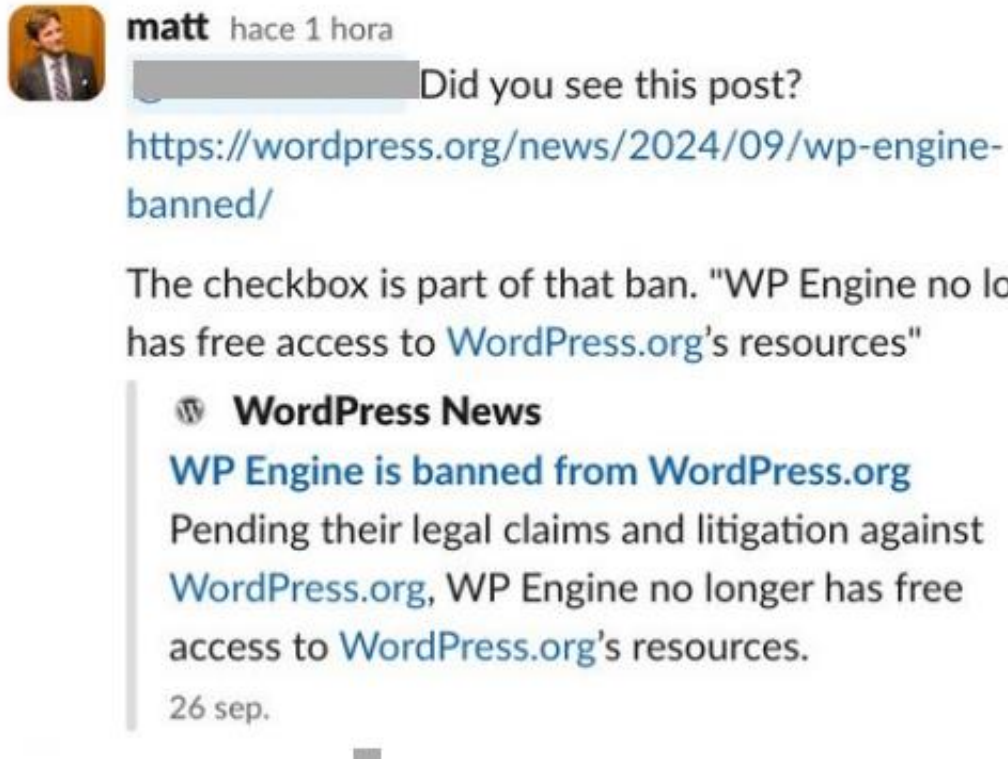 matt hace 1 hora
Did you see this post?
https://wordpress.org/news/2024/09/wp-engine-
banned/
The checkbox is part of that ban. "WP Engine no
has free access to WordPress.org’s resources"
WordPress News
WP Engine is banned from WordPress.org
Pending their legal claims and litigation against
WordPress.org, WP Engine no longer has free
access to WordPress.org’s resources.
26 sep.